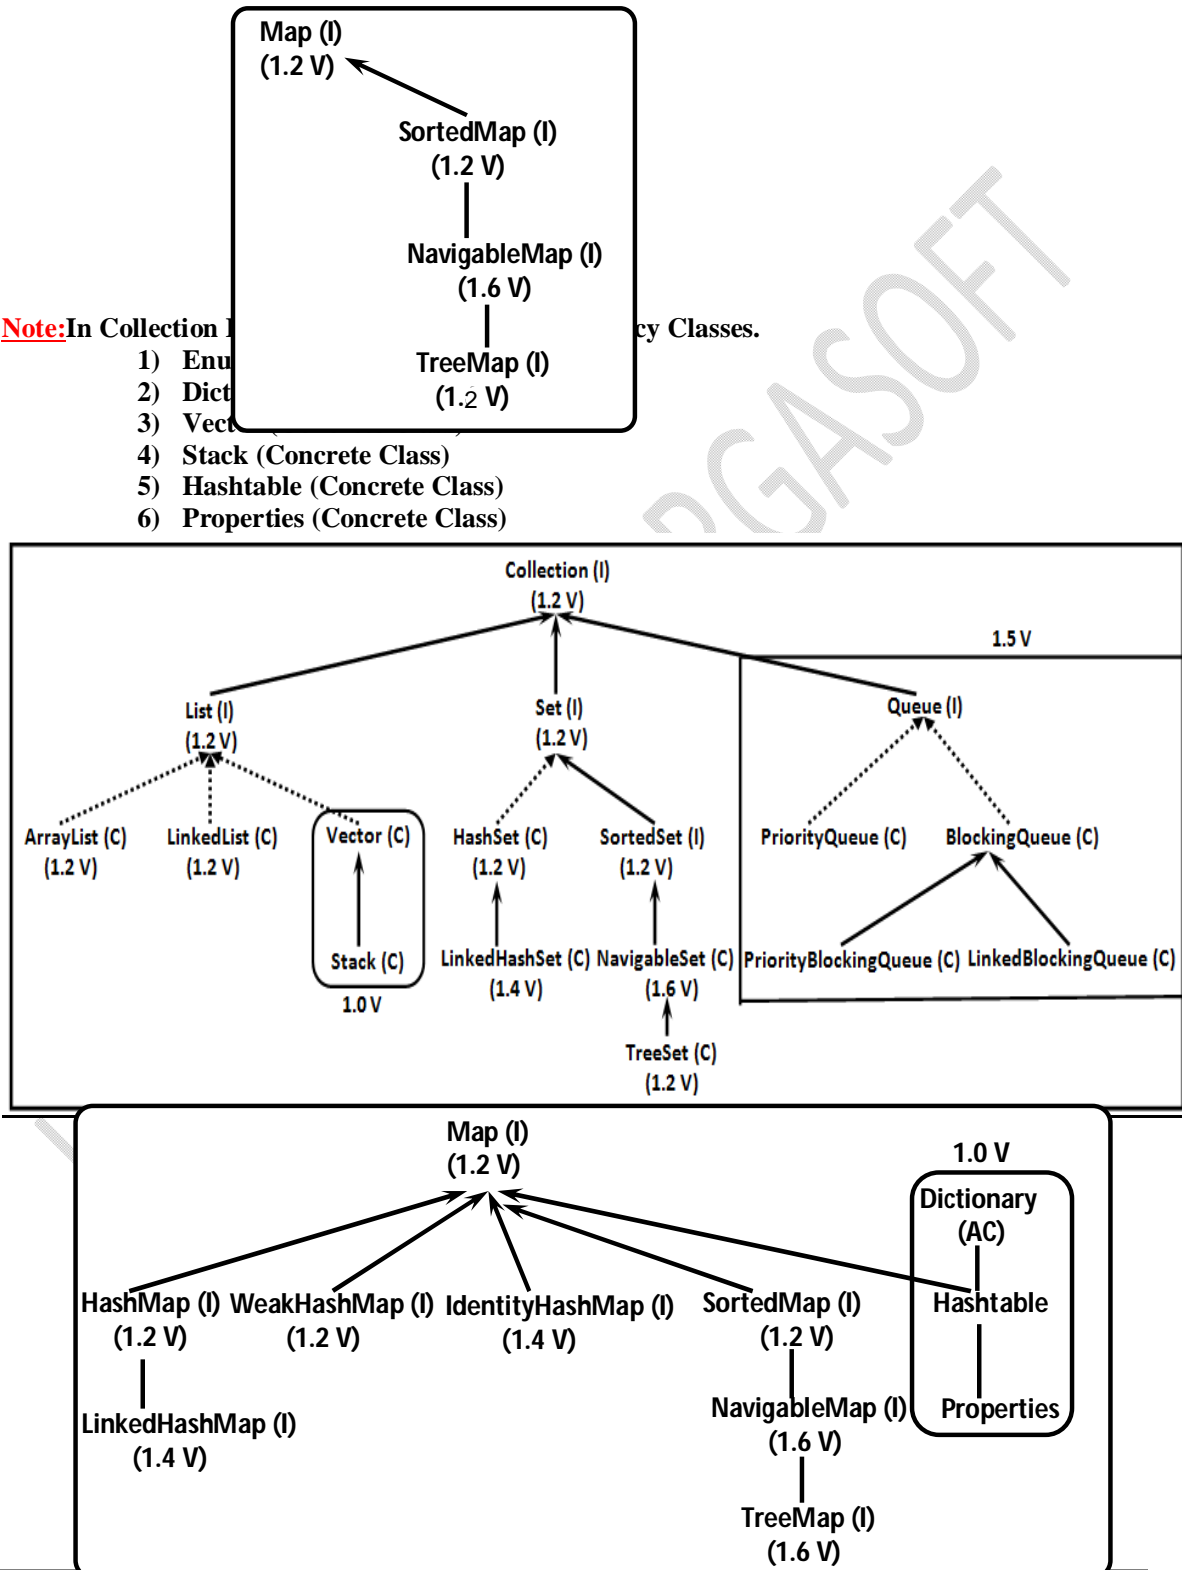 Map (I)
(1.2 V)
SortedMap (I)
(1.2 V)
NavigableMap (I)
(1.6 V)
TreeMap (I)
(1.2 V)
Note:In Collection cy Classes.
1) Enu
2) Dict
3) Vect
4) Stack (Concrete Class)
5) Hashtable (Concrete Class)
6) Properties (Concrete Class)
RGASOFT
Collection (I)
(1.2 V)
1.5 V
List (I)
(1.2 V)
Set (I)
(1.2 V)
Queue (I)
ArrayList (C)
(1.2 V)
LinkedList (C)
(1.2 V)
Vector (C)
HashSet (C)
(1.2 V)
SortedSet (I)
(1.2 V)
PriorityQueue (C)
BlockingQueue (C)
Stack (C)
1.0 V
LinkedHashSet (C)
(1.4 V)
NavigableSet (C)
(1.6 V)
PriorityBlockingQueue (C)
LinkedBlockingQueue (C)
TreeSet (C)
(1.2 V)
Map (I)
(1.2 V)
1.0 V
Dictionary
(AC)
HashMap (I)
(1.2 V)
WeakHashMap (I)
(1.2 V)
IdentityHashMap (I)
(1.4 V)
SortedMap (I)
(1.2 V)
Hashtable
LinkedHashMap (I)
(1.4 V)
NavigableMap (I)
(1.6 V)
Properties
TreeMap (I)
(1.6 V)